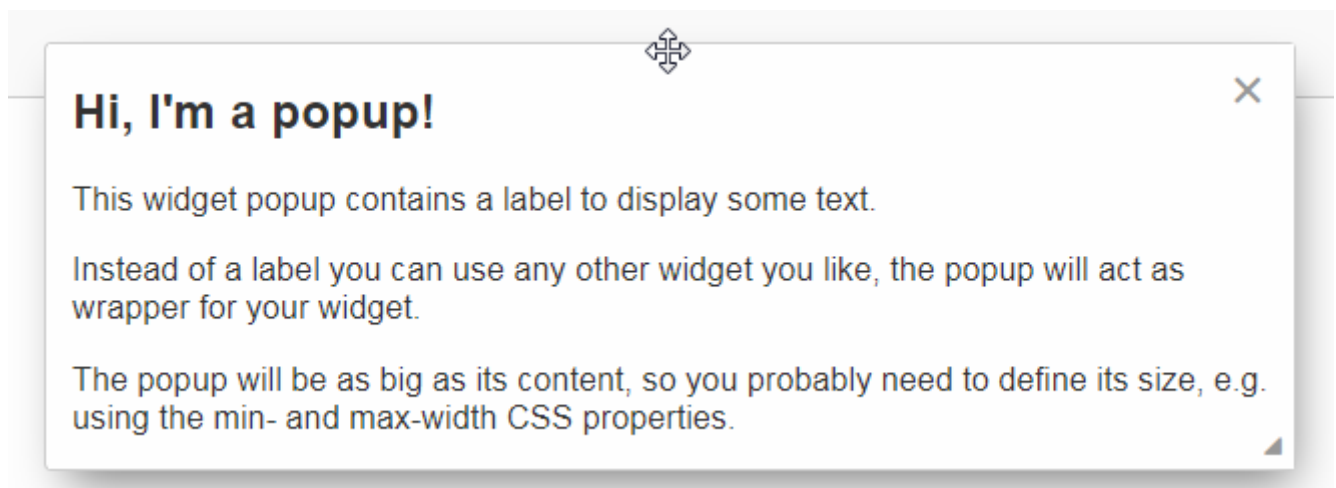 Hi, I'm a popup!
This widget popup contains a label to display some text.
Instead of a label you can use any other widget you like, the popup will act as
wrapper for your widget.
The popup will be as big as its content, so you probably need to define its size, e.g.
using the min- and max-width CSS properties.